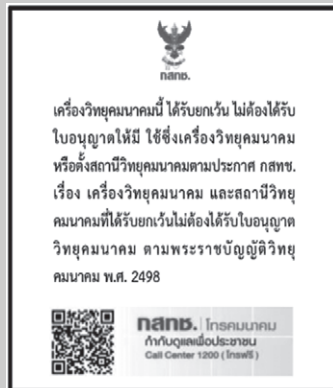 กสทช.
เครื่องวิทยุคมนาคมนี้ ได้รับยกเว้น ไม่ต้องได้รับ
ใบอนุญาตให้มี ใช้ซึ่งเครื่องวิทยุคมนาคม
หรือตั้งสถานีวิทยุคมนาคมตามประกาศ กสทช.
เรื่อง เครื่องวิทยุคมนาคม และสถานีวิทยุ
คมนาคมที่ได้รับยกเว้นไม่ต้องได้รับใบอนุญาต
วิทยุคมนาคม ตามพระราชบัญญัติวิทยุ
คมนาคม พ.ศ. 2498
กสทช. | โทรคมนาคม
กำกับดูแลเพื่อประชาชน
Call Center 1200 ( โทรฟรี )